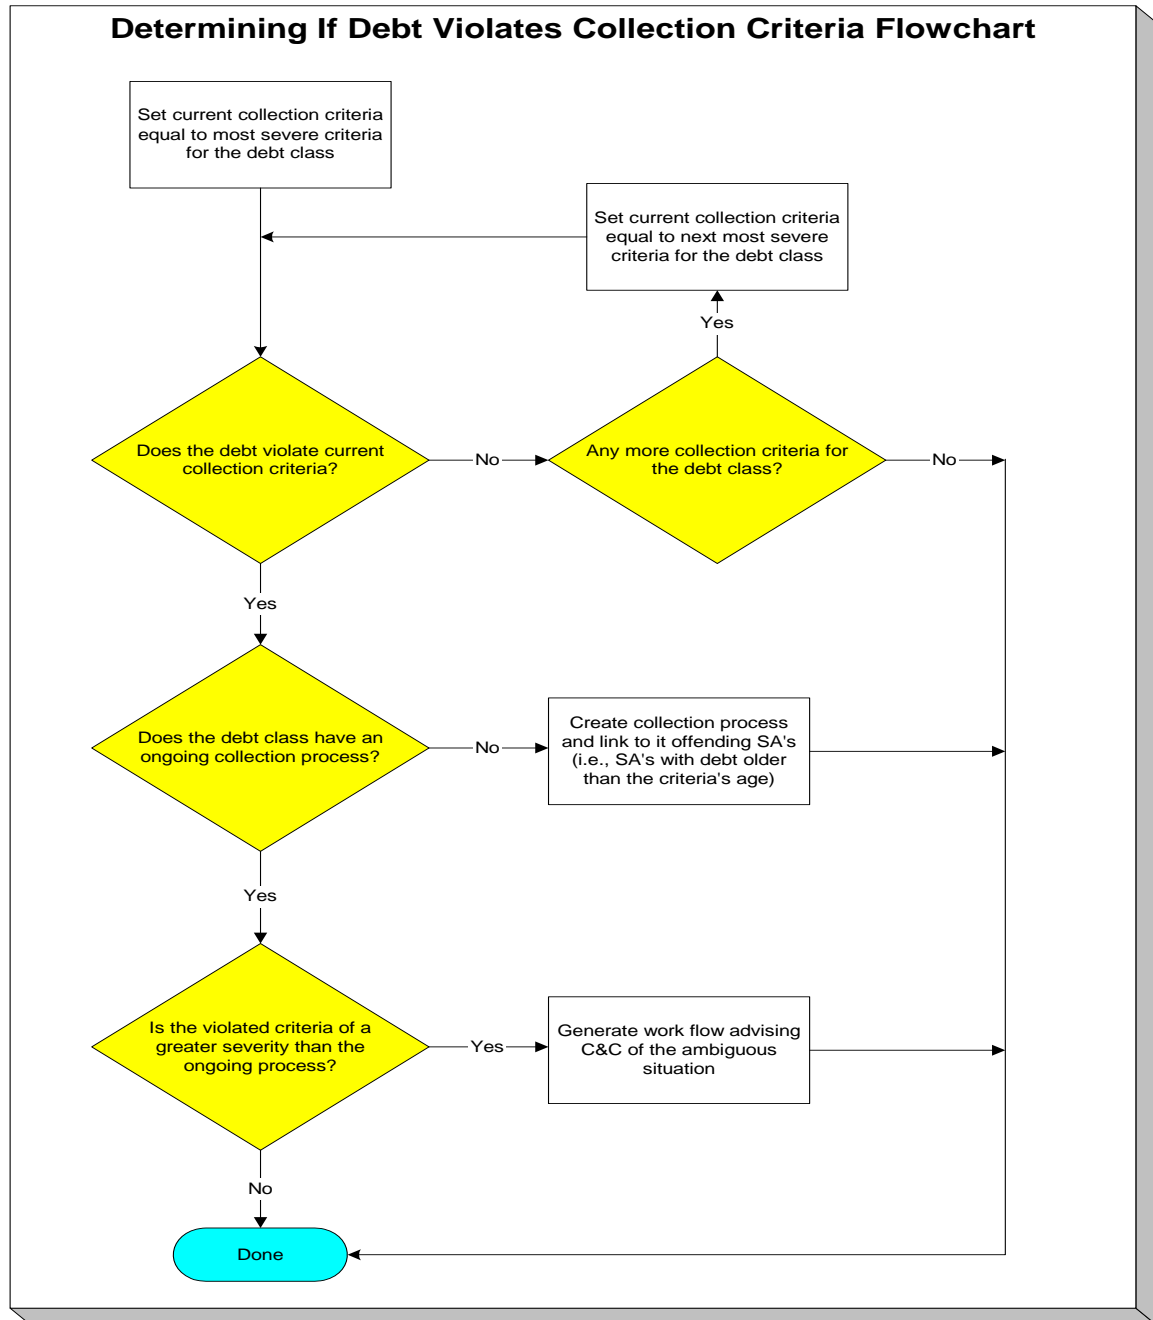 Determining If Debt Violates Collection Criteria Flowchart
Set current collection criteria
equal to most severe criteria
for the debt class
Set current collection criteria
equal to next most severe
criteria for the debt class
Yes
Does the debt violate current
collection criteria?
No
Any more collection criteria for
the debt class?
No
Yes
Does the debt class have an
ongoing collection process?
No
Create collection process
and link to it offending SA's
(i.e., SA's with debt older
than the criteria's age)
Yes
Is the violated criteria of a
greater severity than the
ongoing process?
Yes
Generate work flow advising
C&C of the ambiguous
situation
No
Done